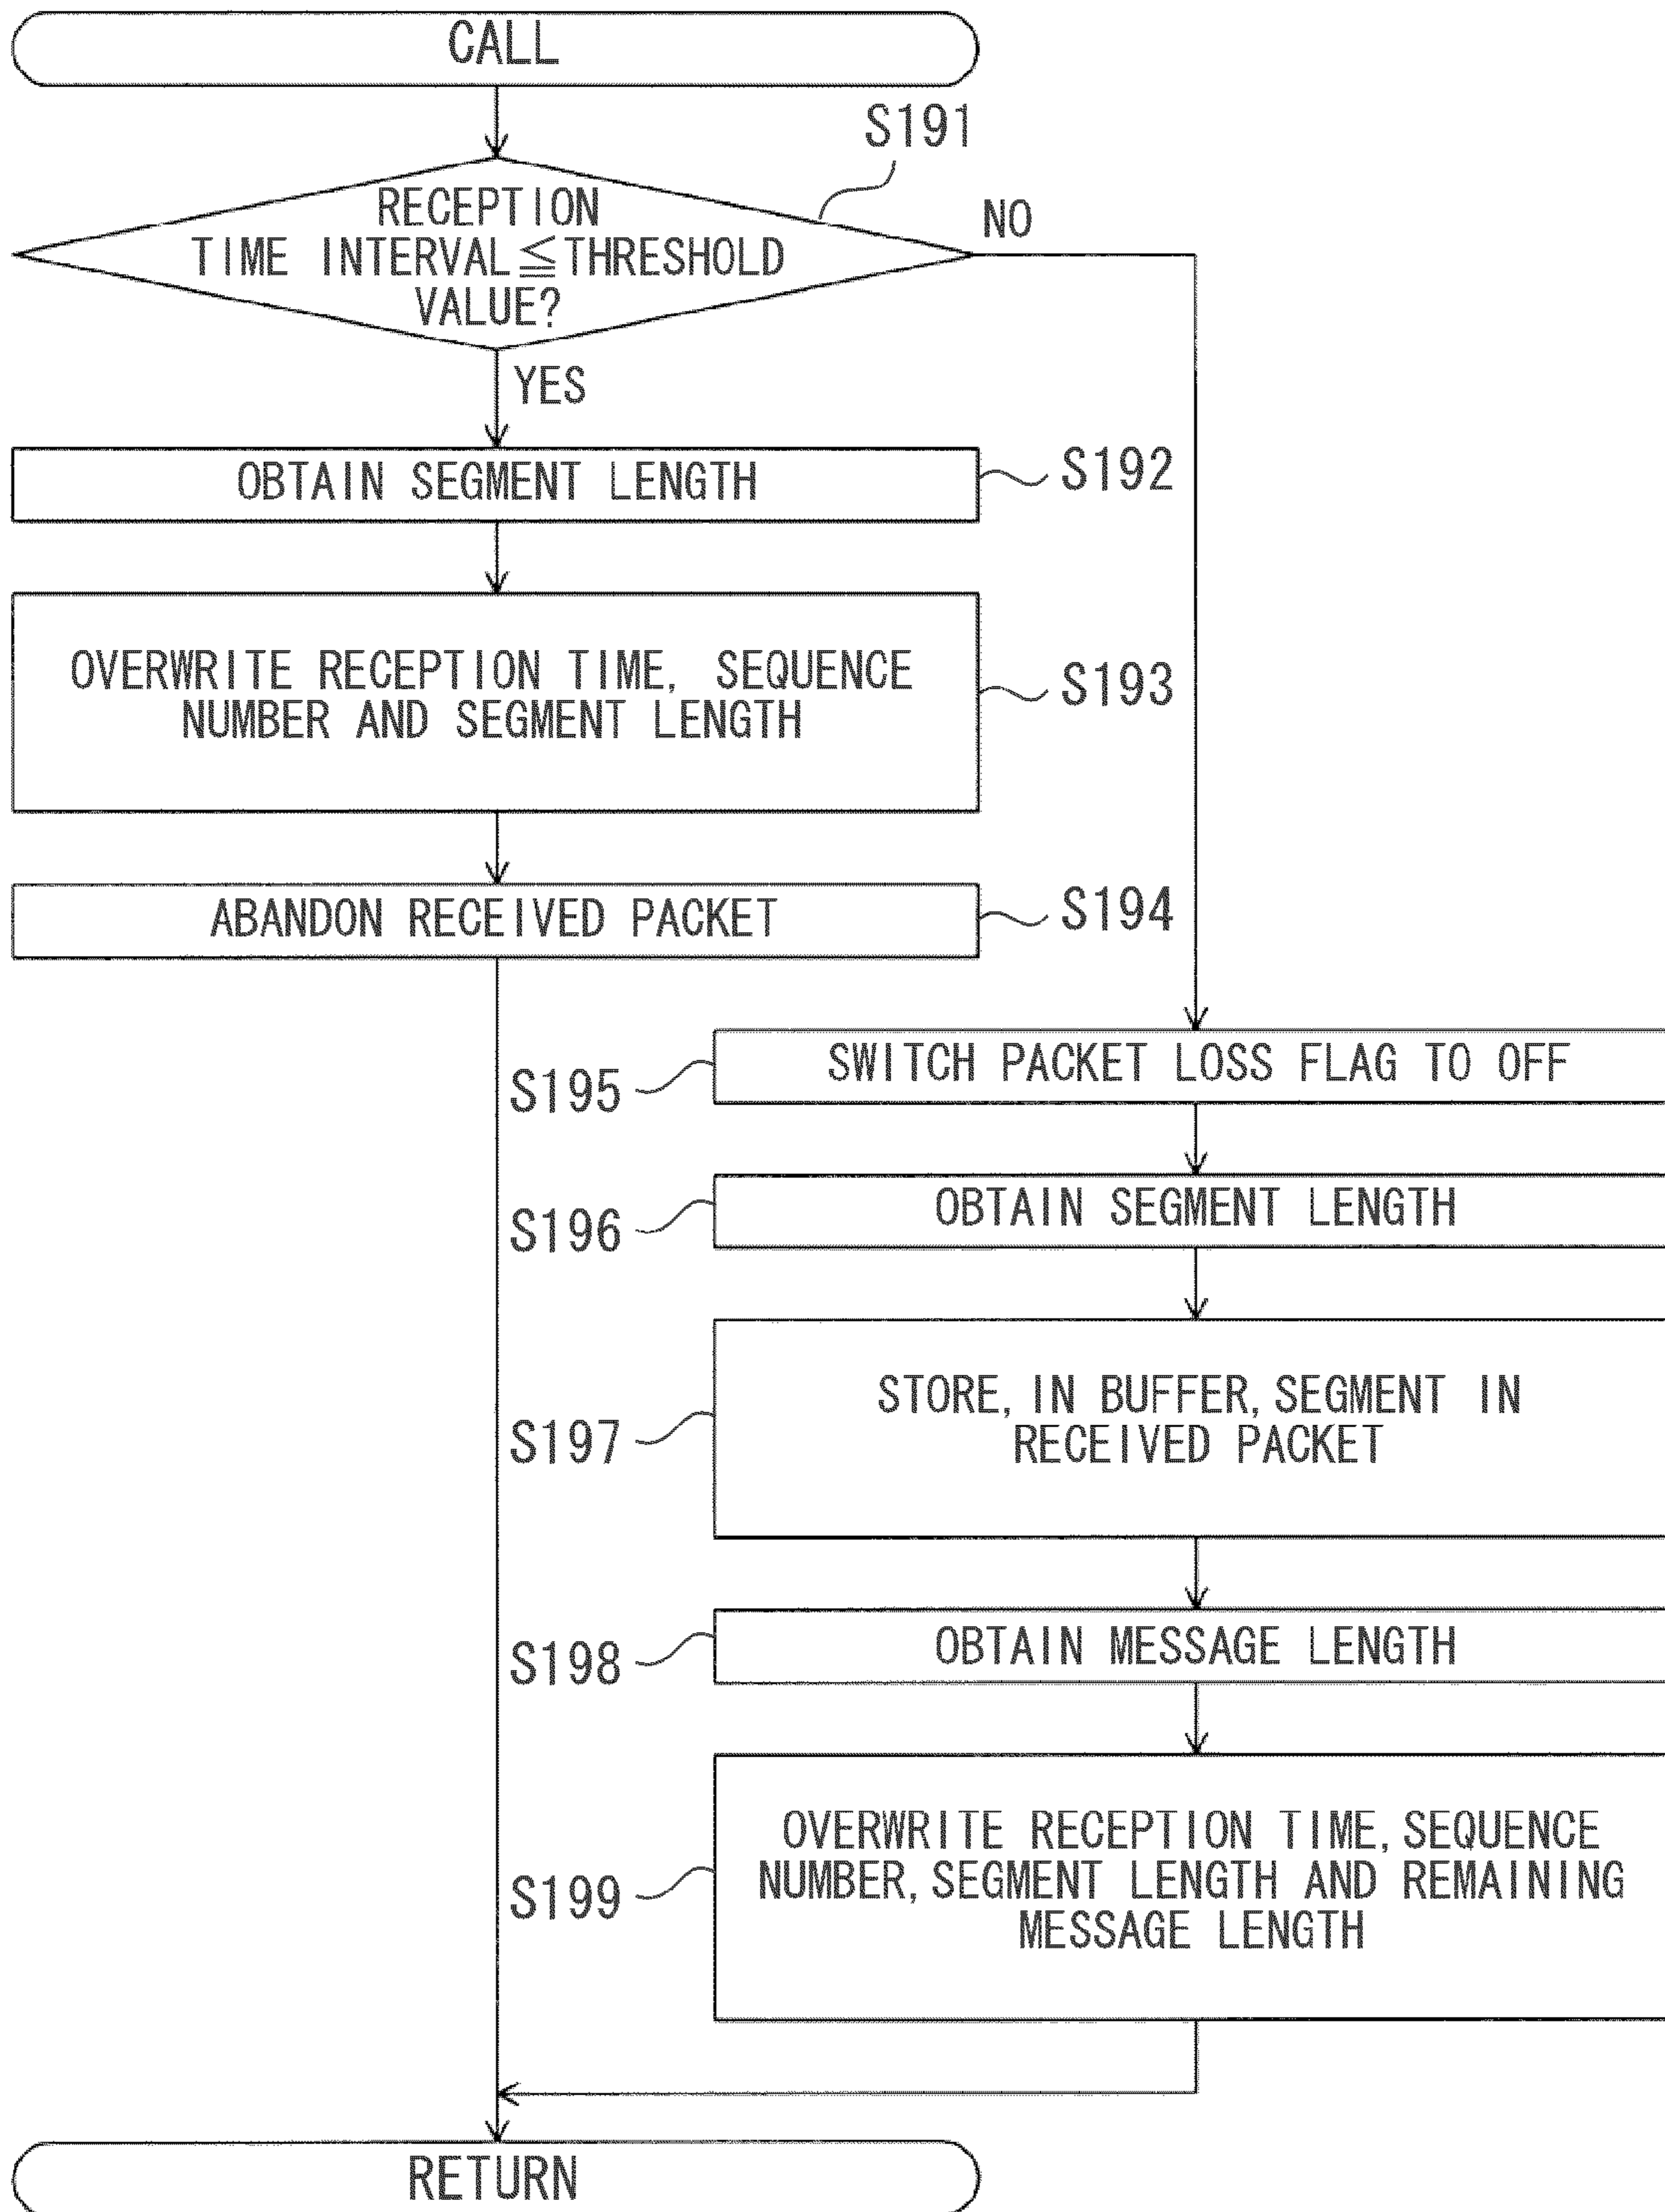 CALL
S191
RECEPTION
TIME INTERVAL≦THRESHOLD
VALUE?
NO
YES
OBTAIN SEGMENT LENGTH
S192
OVERWRITE RECEPTION TIME, SEQUENCE
NUMBER AND SEGMENT LENGTH
S193
ABANDON RECEIVED PACKET
S194
SWITCH PACKET LOSS FLAG TO OFF
S195
OBTAIN SEGMENT LENGTH
S196
STORE, IN BUFFER, SEGMENT IN
RECEIVED PACKET
S197
OBTAIN MESSAGE LENGTH
S198
OVERWRITE RECEPTION TIME, SEQUENCE
NUMBER, SEGMENT LENGTH AND REMAINING
MESSAGE LENGTH
S199
RETURN